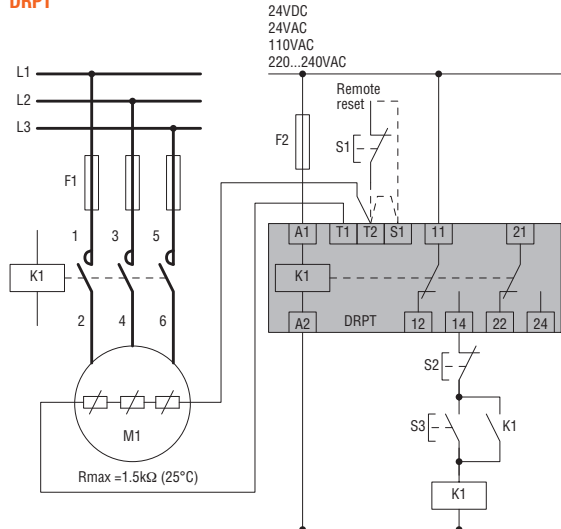 DRPT
24VDC
24VAC
110VAC
220...240VAC
L1
L2
L3
Remote
reset
F1
F2
S1
1 3 5
K1
2 4 6
A1 T1 T2 S1 11 21
K1
A2 DRPT 12 14 22 24
M1
Rmax =1.5kΩ (25°C)
S2
S3 K1
K1